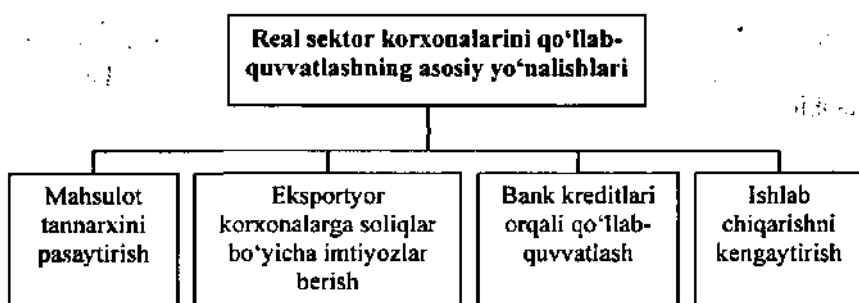 Real sektor korxonalarini qo‘llab-
quvvatlashning asosiy yo‘nalishlari
Mahsulot
tannarxini
pasaytirish
Eksportyor
korxonalarga soliqlar
bo‘yicha imtiyozlar
berish
Bank kreditlari
orqali qo‘llab-
quvvatlash
Ishlab
chiqarishni
kengaytirish